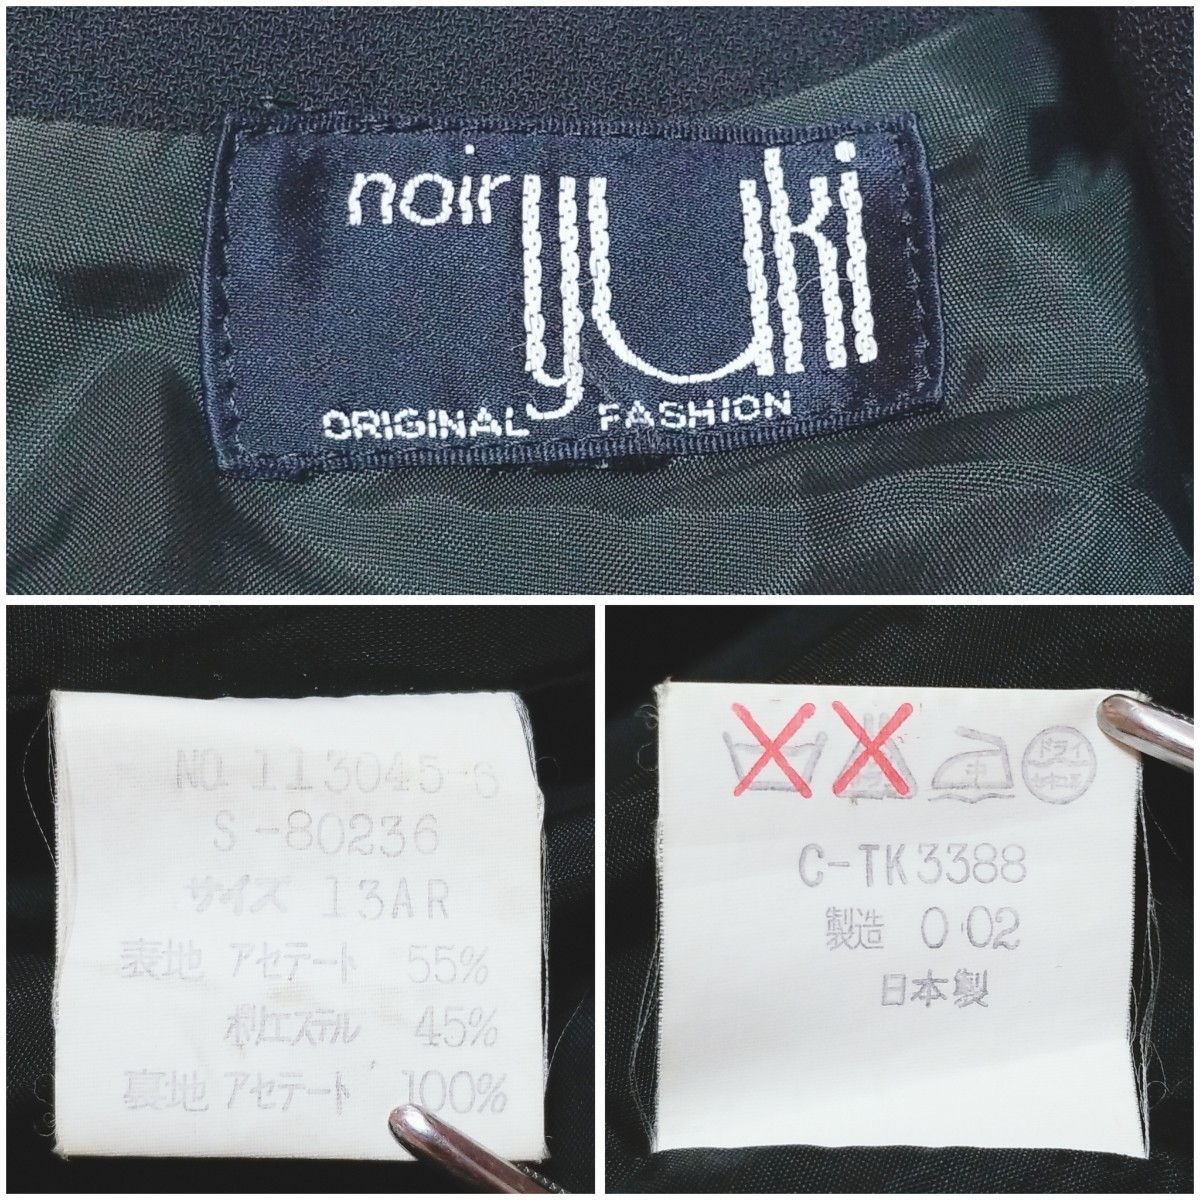 noir yuki
ORIGINAL FASHION
NO. 113045-6
S-80236
サイズ 13AR
表地 アセテート 55%
ポリエステル 45%
裏地 アセテート 100%
ドライ
C-TK3388
製造 0·02
日本製